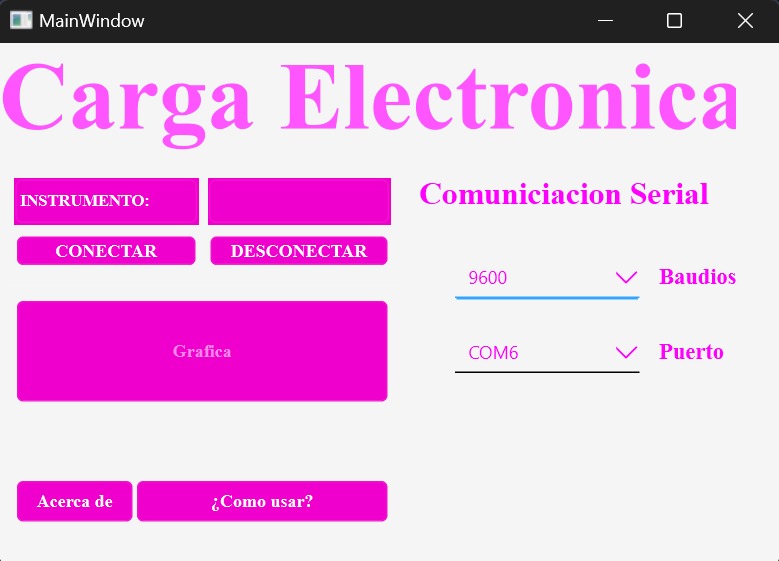 MainWindow
Carga Electronica
INSTRUMENTO:
CONECTAR
DESCONECTAR
Grafica
Acerca de
¿Como usar?
Comuniciacion Serial
9600
Baudios
COM6
Puerto